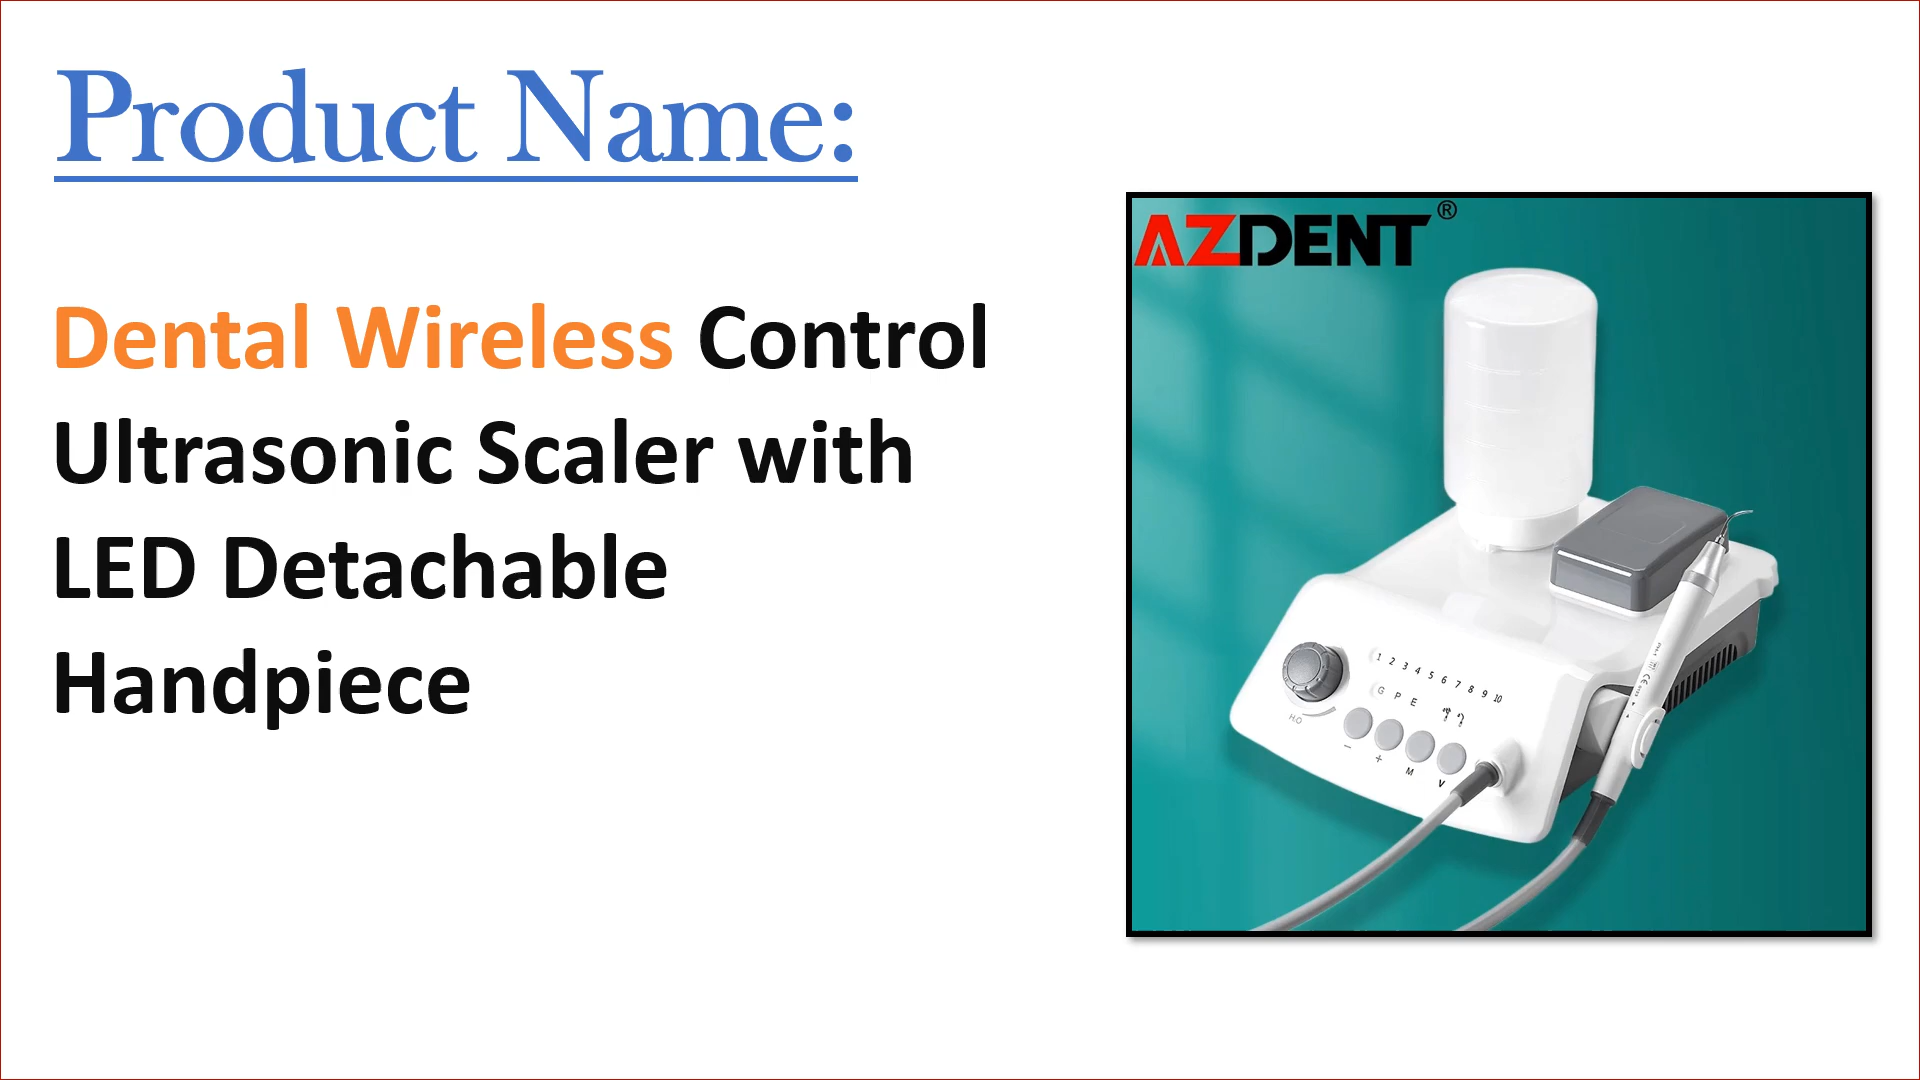 Product Name:
Dental Wireless Control
Ultrasonic Scaler with
LED Detachable
Handpiece
AZDENT®
1 2 3 4 5 6 7 8 9 10
G P E
H₂O
− + M V
CE